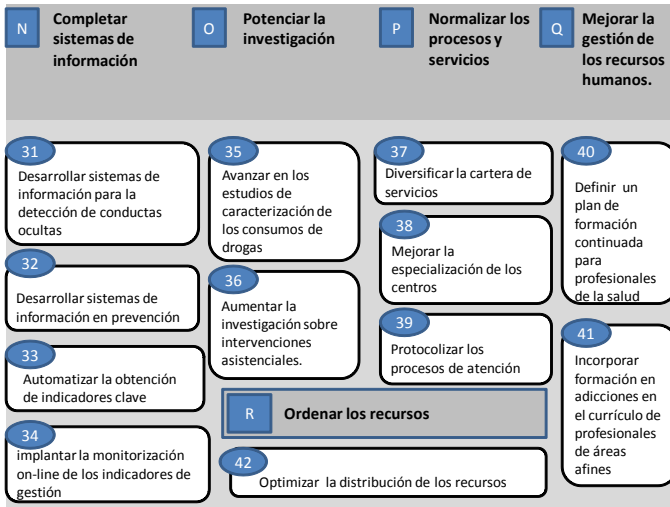 N
Completar
sistemas de
información
O
Potenciar la
investigación
P
Normalizar los
procesos y
servicios
Q
Mejorar la
gestión de
los recursos
humanos.
31
Desarrollar sistemas de
información para la
detección de conductas
ocultas
32
Desarrollar sistemas de
información en prevención
33
Automatizar la obtención
de indicadores clave
34
implantar la monitorización
on-line de los indicadores de
gestión
35
Avanzar en los
estudios de
caracterización de
los consumos de
drogas
36
Aumentar la
investigación sobre
intervenciones
asistenciales.
37
Diversificar la cartera de
servicios
38
Mejorar la
especialización de los
centros
39
Protocolizar los
procesos de atención
R
Ordenar los recursos
42
Optimizar la distribución de los recursos
40
Definir un
plan de
formación
continuada
para
profesionales
de la salud
41
Incorporar
formación en
adicciones en
el currículo de
profesionales
de áreas
afines